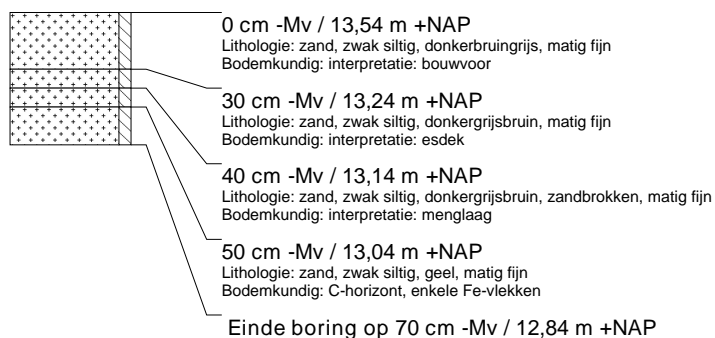 0 cm -Mv / 13,54 m +NAP
Lithologie: zand, zwak siltig, donkerbruingrijs, matig fijn
Bodemkundig: interpretatie: bouwvoor
30 cm -Mv / 13,24 m +NAP
Lithologie: zand, zwak siltig, donkergrijsbruin, matig fijn
Bodemkundig: interpretatie: esdek
40 cm -Mv / 13,14 m +NAP
Lithologie: zand, zwak siltig, donkergrijsbruin, zandbrokken, matig fijn
Bodemkundig: interpretatie: menglaag
50 cm -Mv / 13,04 m +NAP
Lithologie: zand, zwak siltig, geel, matig fijn
Bodemkundig: C-horizont, enkele Fe-vlekken
Einde boring op 70 cm -Mv / 12,84 m +NAP